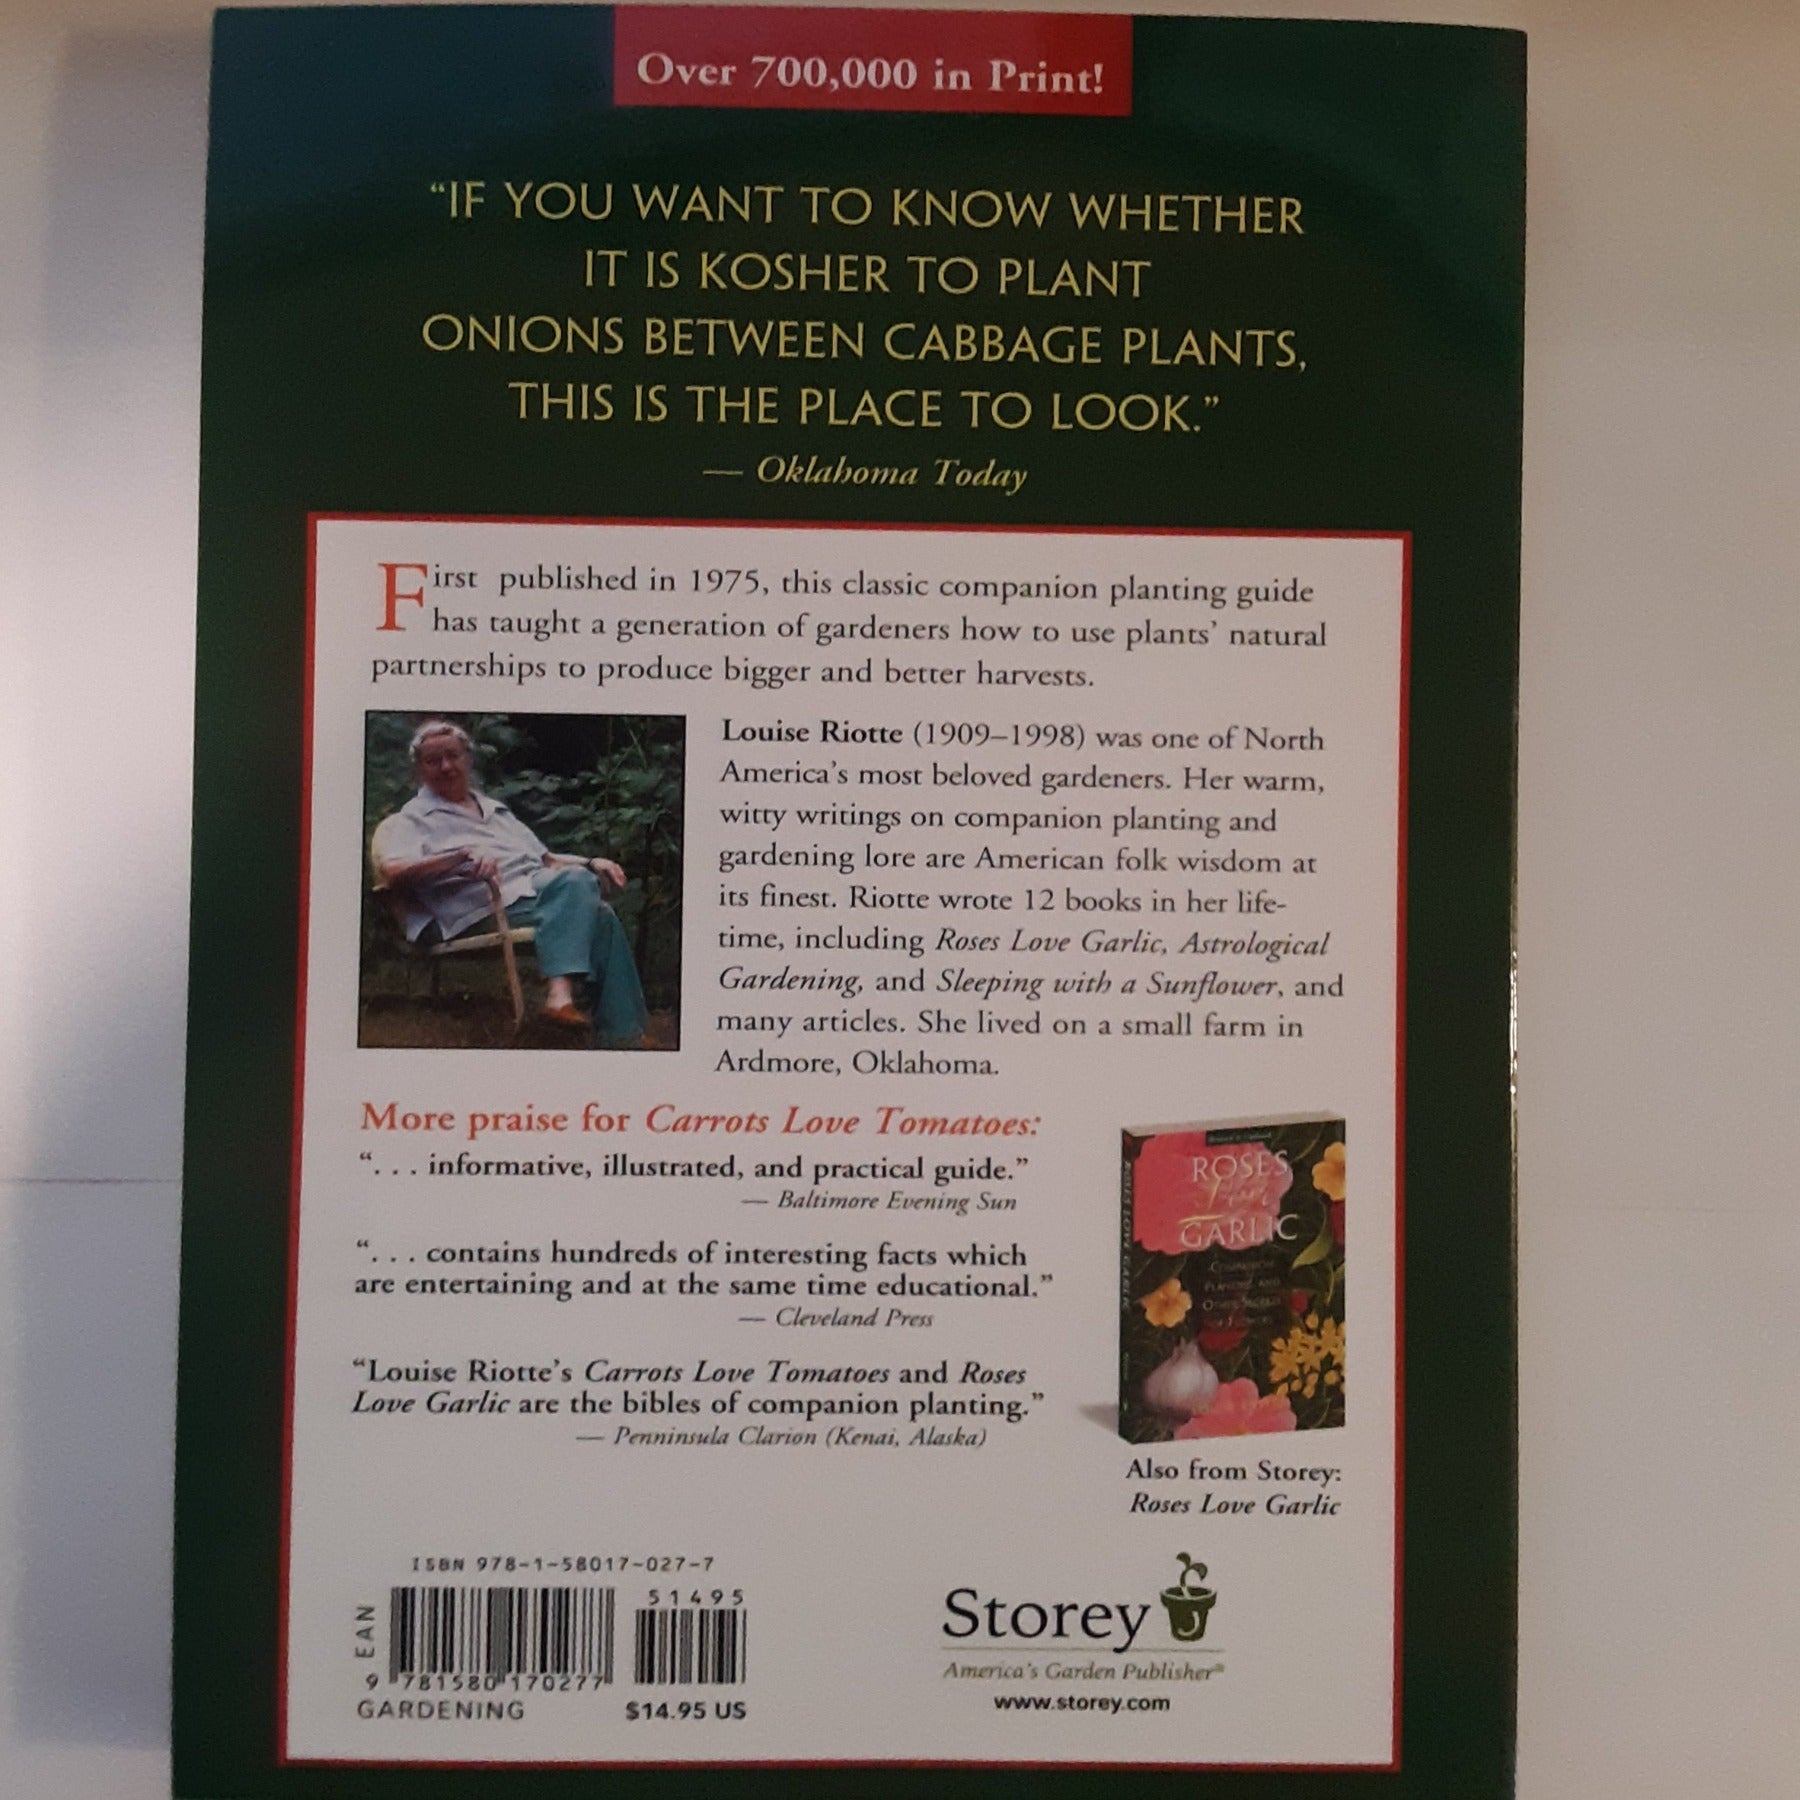 Over 700,000 in Print!
“IF YOU WANT TO KNOW WHETHER
IT IS KOSHER TO PLANT
ONIONS BETWEEN CABBAGE PLANTS,
THIS IS THE PLACE TO LOOK.”
— Oklahoma Today
First published in 1975, this classic companion planting guide
has taught a generation of gardeners how to use plants’ natural
partnerships to produce bigger and better harvests.
Louise Riotte (1909–1998) was one of North
America’s most beloved gardeners. Her warm,
witty writings on companion planting and
gardening lore are American folk wisdom at
its finest. Riotte wrote 12 books in her life-
time, including Roses Love Garlic, Astrological
Gardening, and Sleeping with a Sunflower, and
many articles. She lived on a small farm in
Ardmore, Oklahoma.
More praise for Carrots Love Tomatoes:
“. . . informative, illustrated, and practical guide.”
— Baltimore Evening Sun
“. . . contains hundreds of interesting facts which
are entertaining and at the same time educational.”
— Cleveland Press
“Louise Riotte’s Carrots Love Tomatoes and Roses
Love Garlic are the bibles of companion planting.”
— Penninsula Clarion (Kenai, Alaska)
ROSES
Love
GARLIC
COMPANION
PLANTING AND
OTHER SECRETS
Also from Storey:
Roses Love Garlic
ISBN 978-1-58017-027-7
51495
EAN
9 781580 170277
GARDENING
$14.95 US
Storey
America’s Garden Publisher®
www.storey.com